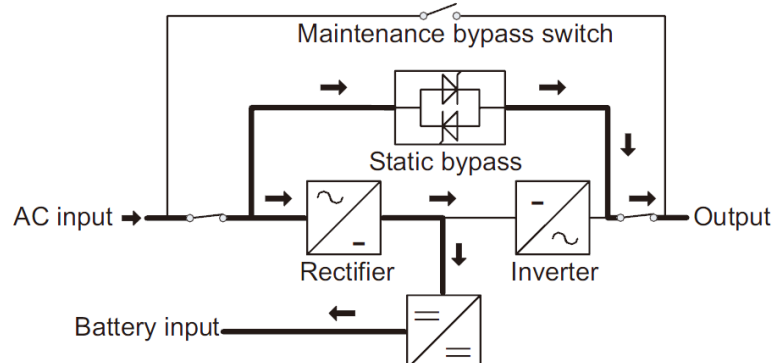 Maintenance bypass switch
Static bypass
AC input
Output
Rectifier
Inverter
Battery input